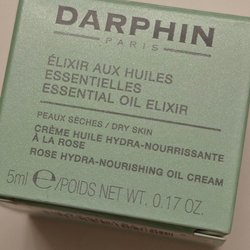 DARPHIN
PARIS
ÉLIXIR AUX HUILES
ESSENTIELLES
ESSENTIAL OIL ELIXIR
PEAUX SÈCHES / DRY SKIN
CRÈME HUILE HYDRA-NOURRISSANTE
À LA ROSE
ROSE HYDRA-NOURISHING OIL CREAM
5ml ℮/POIDS NET WT. 0.17 OZ.